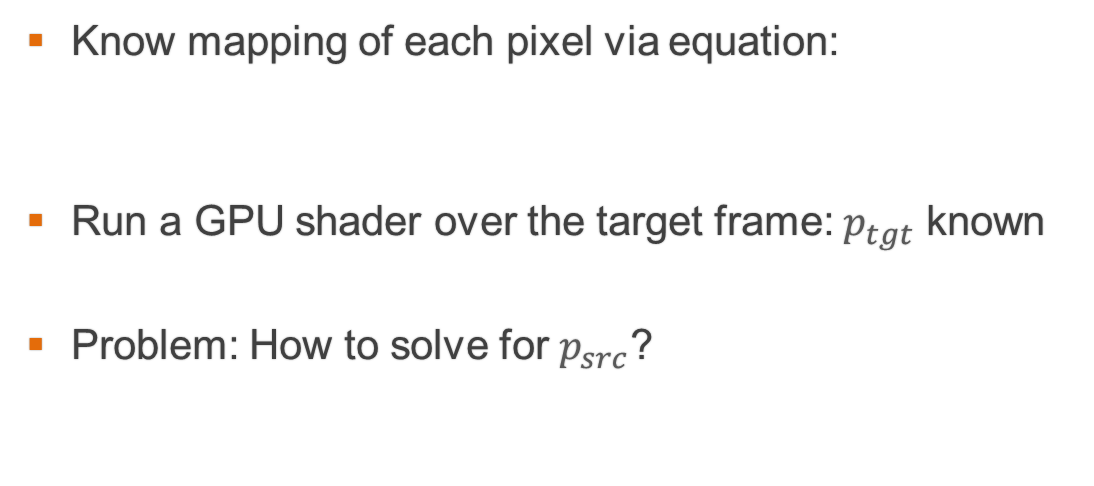 ▪ Know mapping of each pixel via equation:
▪ Run a GPU shader over the target frame: p_tgt known
▪ Problem: How to solve for p_src?